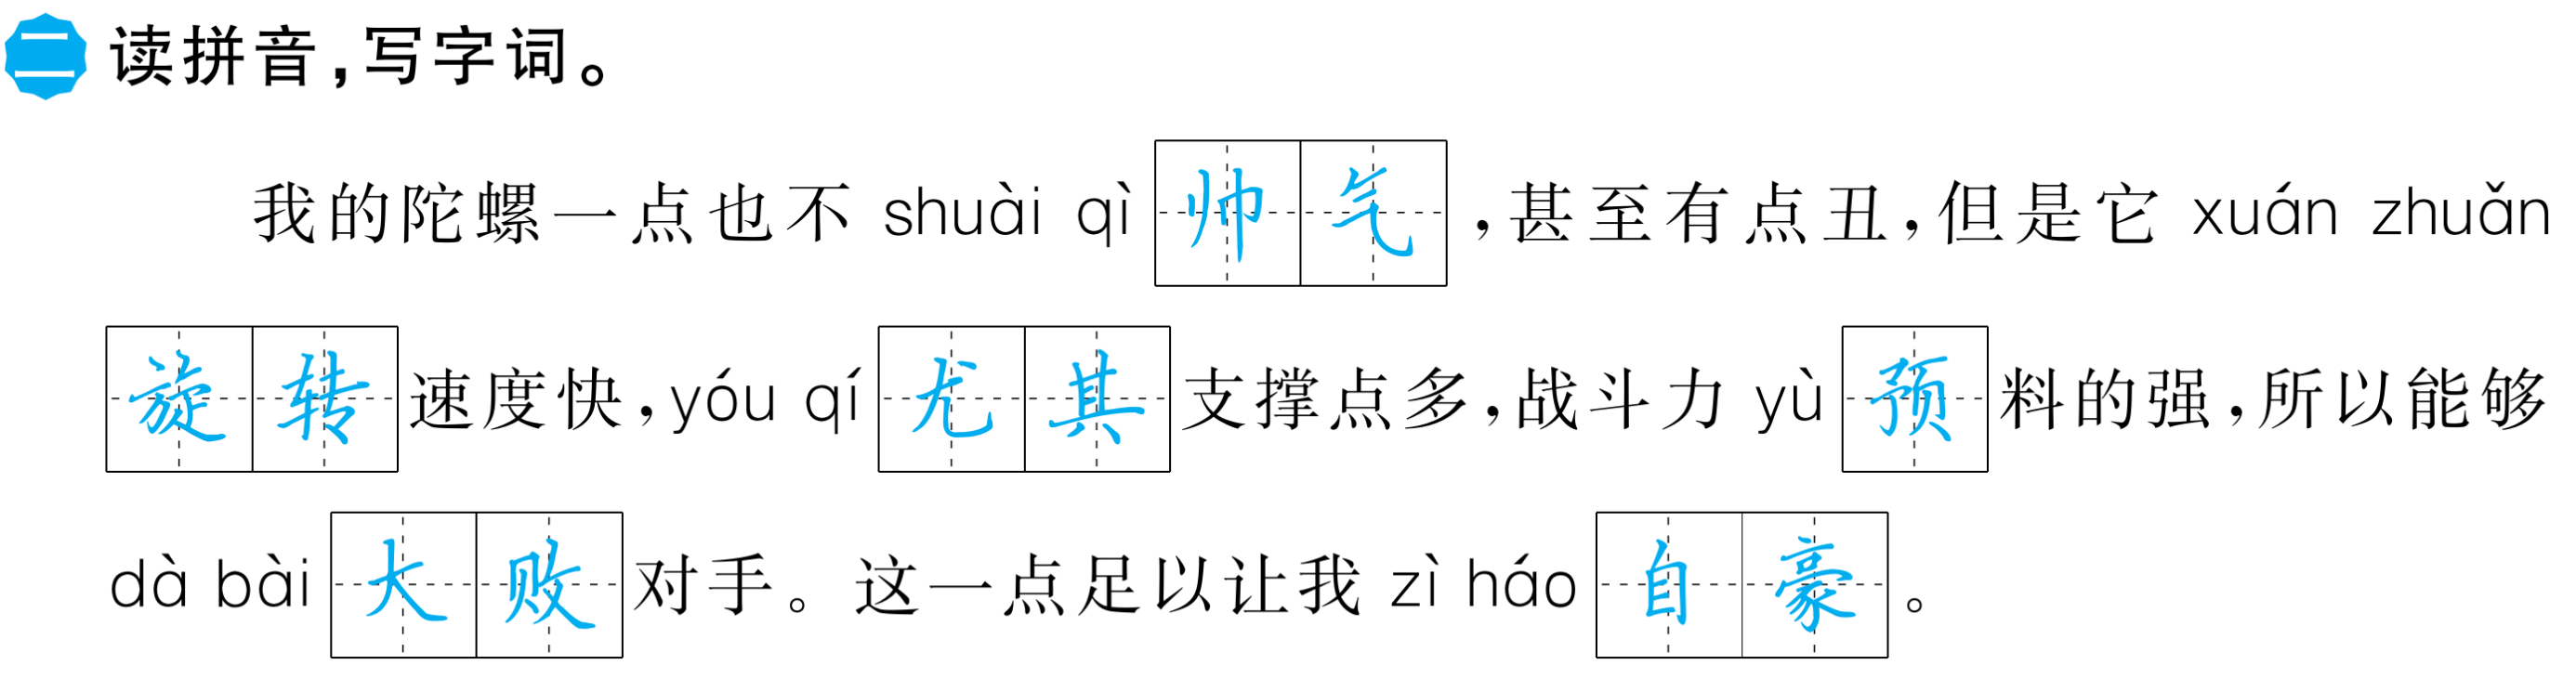 二 读拼音,写字词。
我的陀螺一点也不 shuài qì 帅气,甚至有点丑,但是它 xuán zhuǎn
旋转速度快,yóu qí 尤其支撑点多,战斗力 yù 预料的强,所以能够
dà bài 大败对手。这一点足以让我 zì háo 自豪。